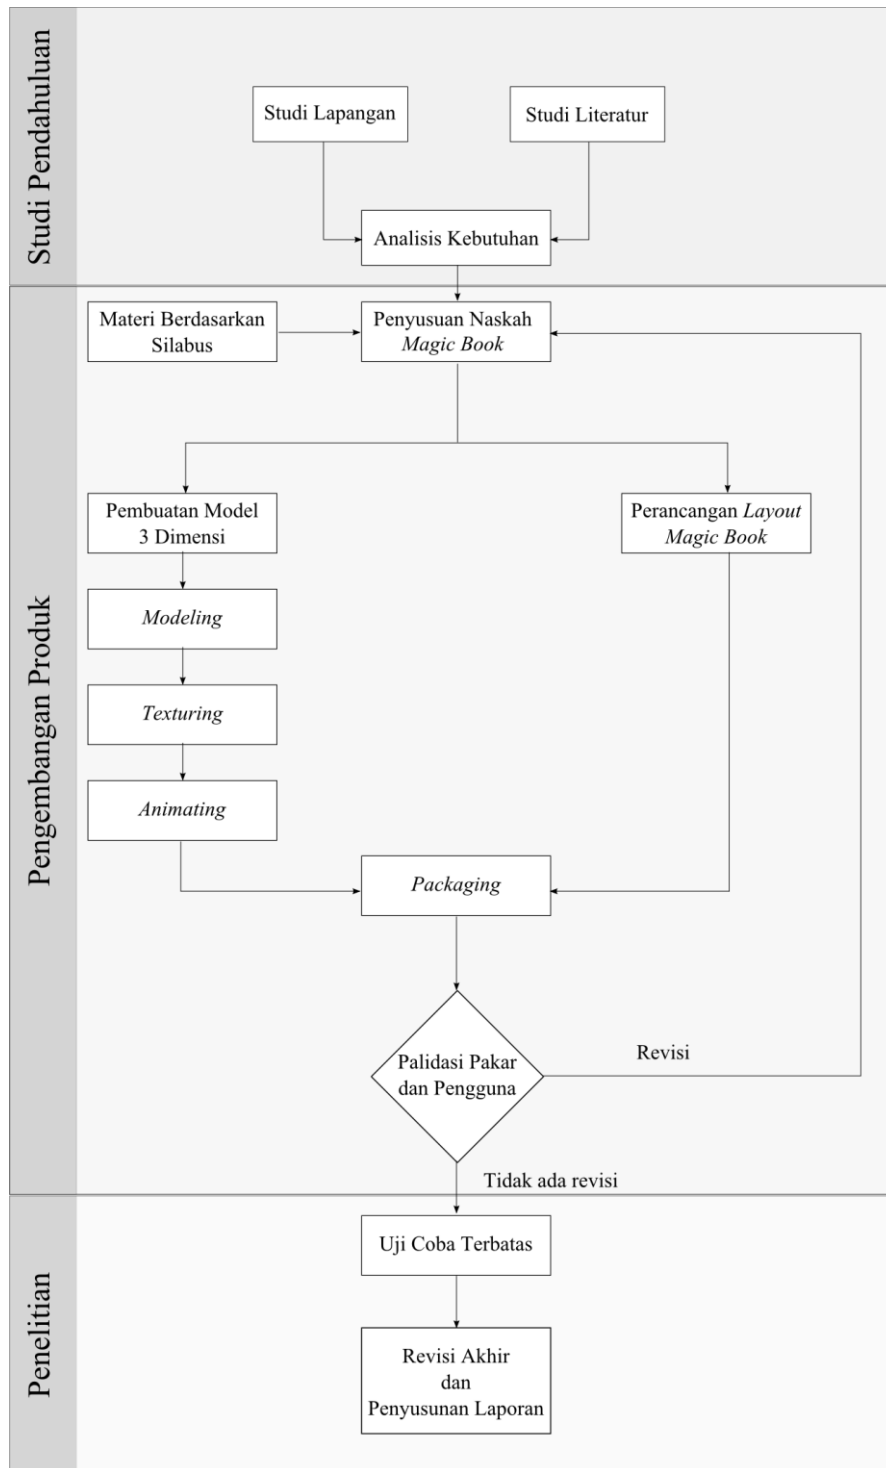 Studi Pendahuluan
Studi Lapangan
Studi Literatur
Analisis Kebutuhan
Pengembangan Produk
Materi Berdasarkan
Silabus
Penyusuan Naskah
Magic Book
Pembuatan Model
3 Dimensi
Perancangan Layout
Magic Book
Modeling
Texturing
Animating
Packaging
Palidasi Pakar
dan Pengguna
Revisi
Tidak ada revisi
Penelitian
Uji Coba Terbatas
Revisi Akhir
dan
Penyusunan Laporan